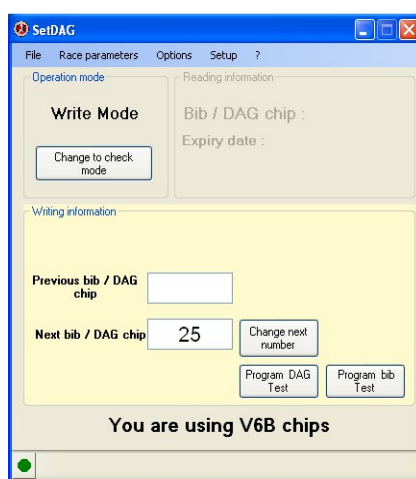 SetDAG
File Race parameters Options Setup ?
Operation mode
Write Mode
Change to check
mode
Reading information
Bib / DAG chip :
Expiry date :
Writing information
Previous bib / DAG
chip
Next bib / DAG chip
25
Change next
number
Program DAG
Test
Program bib
Test
You are using V6B chips